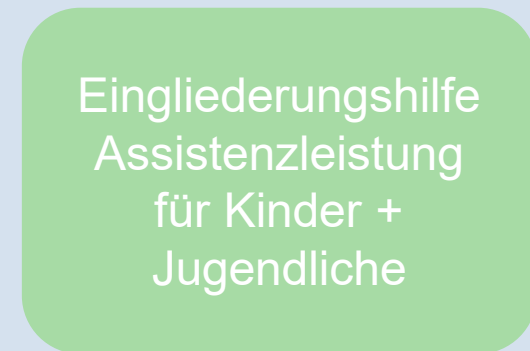 Eingliederungshilfe
Assistenzleistung
für Kinder +
Jugendliche